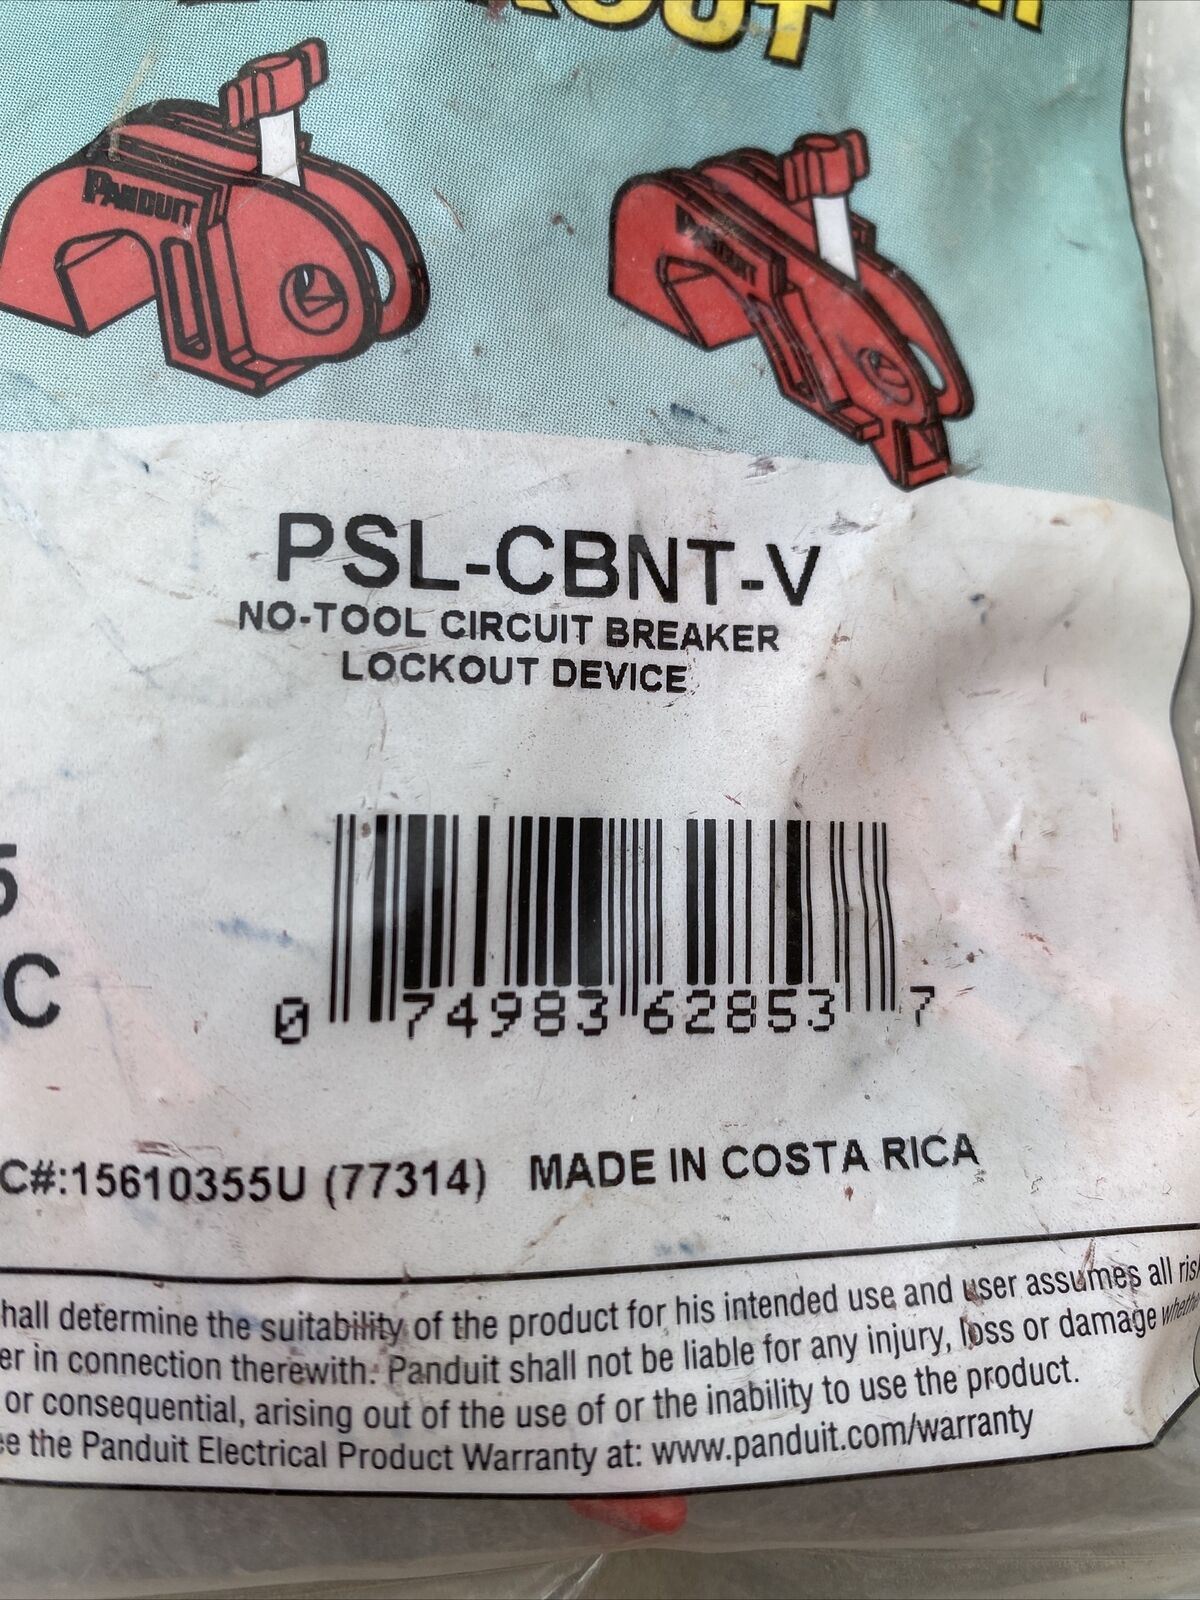 OUT
PANDUIT
PANDUIT
PSL-CBNT-V
NO-TOOL CIRCUIT BREAKER
LOCKOUT DEVICE
5
C
0 74983 62853 7
C#:15610355U (77314) MADE IN COSTA RICA
hall determine the suitability of the product for his intended use and user assumes all risk
er in connection therewith. Panduit shall not be liable for any injury, loss or damage whether
or consequential, arising out of the use of or the inability to use the product.
ee the Panduit Electrical Product Warranty at: www.panduit.com/warranty